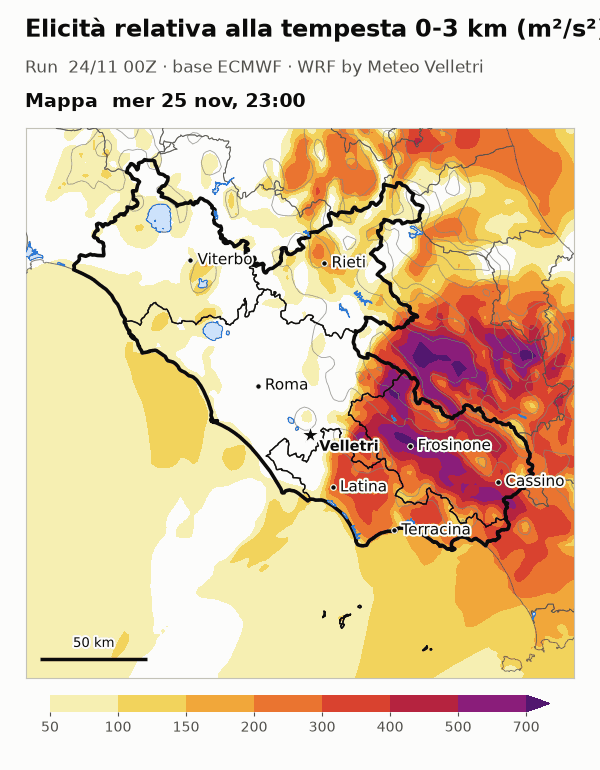 Elicità relativa alla tempesta 0-3 km (m²/s²)
Run 24/11 00Z · base ECMWF · WRF by Meteo Velletri
Mappa mer 25 nov, 23:00
Viterbo
Rieti
Roma
Velletri
Frosinone
Latina
Cassino
Terracina
50 km
50 100 150 200 300 400 500 700